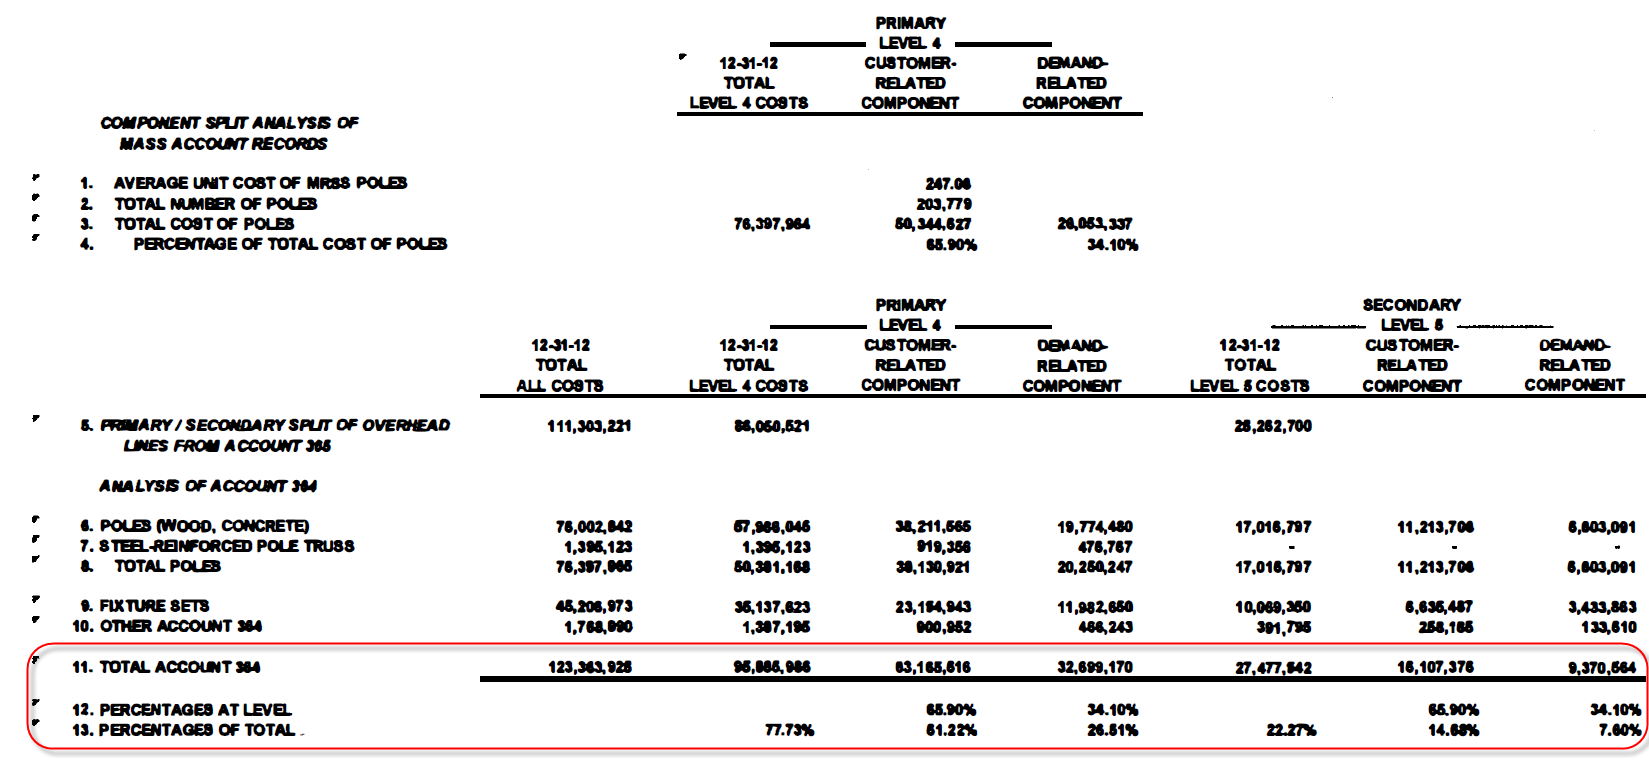 PRIMARY
LEVEL 4
12-31-12 CUSTOMER- DEMAND-
TOTAL RELATED RELATED
LEVEL 4 COSTS COMPONENT COMPONENT
COMPONENT SPLIT ANALYSIS OF
MASS ACCOUNT RECORDS
1. AVERAGE UNIT COST OF MRSS POLES 247.06
2. TOTAL NUMBER OF POLES 203,779
3. TOTAL COST OF POLES 76,397,964 50,344,627 26,053,337
4. PERCENTAGE OF TOTAL COST OF POLES 65.90% 34.10%
PRIMARY SECONDARY
LEVEL 4 LEVEL 5
12-31-12 12-31-12 CUSTOMER- DEMAND- 12-31-12 CUSTOMER- DEMAND-
TOTAL TOTAL RELATED RELATED TOTAL RELATED RELATED
ALL COSTS LEVEL 4 COSTS COMPONENT COMPONENT LEVEL 5 COSTS COMPONENT COMPONENT
5. PRIMARY / SECONDARY SPLIT OF OVERHEAD 111,303,221 86,050,521 25,252,700
LINES FROM ACCOUNT 365
ANALYSIS OF ACCOUNT 364
6. POLES (WOOD, CONCRETE) 75,002,842 57,986,045 38,211,565 19,774,480 17,016,797 11,213,706 5,803,091
7. STEEL-REINFORCED POLE TRUSS 1,395,123 1,395,123 919,356 475,767 - - -
8. TOTAL POLES 76,397,965 59,381,168 39,130,921 20,250,247 17,016,797 11,213,706 5,803,091
9. FIXTURE SETS 45,206,973 35,137,623 23,154,943 11,982,680 10,069,350 6,635,487 3,433,863
10. OTHER ACCOUNT 364 1,758,990 1,367,195 900,952 466,243 391,795 258,185 133,610
11. TOTAL ACCOUNT 364 123,363,928 95,885,986 63,186,816 32,699,170 27,477,942 18,107,378 9,370,564
12. PERCENTAGES AT LEVEL 65.90% 34.10% 65.90% 34.10%
13. PERCENTAGES OF TOTAL 77.73% 51.22% 26.51% 22.27% 14.68% 7.60%